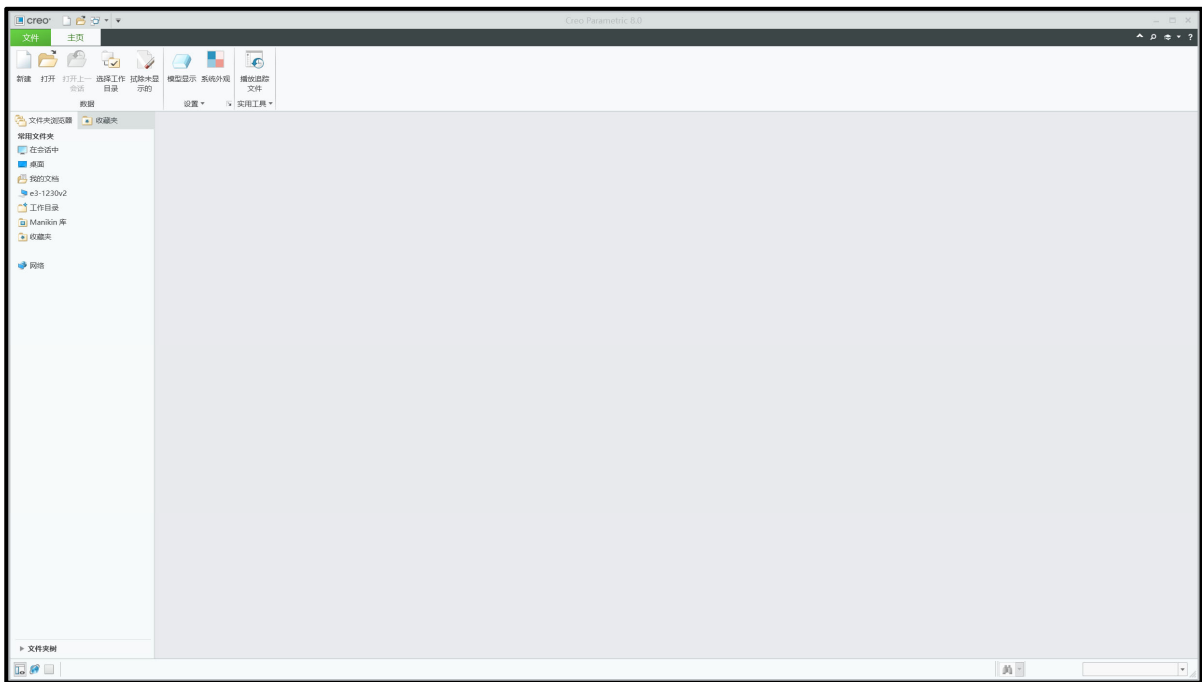 creo·
Creo Parametric 8.0
文件 主页
新建 打开 打开上一会话 选择工作目录 拭除未显示的 模型显示 系统外观 播放追踪文件
数据 设置 实用工具
文件夹浏览器 收藏夹
常用文件夹
在会话中
桌面
我的文档
e3-1230v2
工作目录
Manikin 库
收藏夹
网络
文件夹树